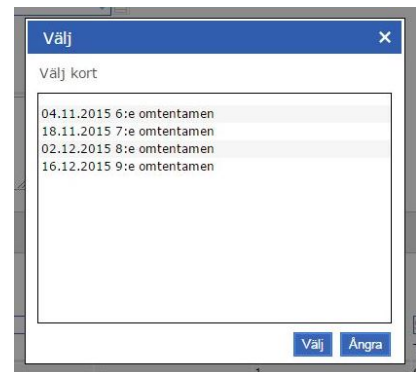 Välj
Välj kort
04.11.2015 6:e omtentamen
18.11.2015 7:e omtentamen
02.12.2015 8:e omtentamen
16.12.2015 9:e omtentamen
Välj Ångra